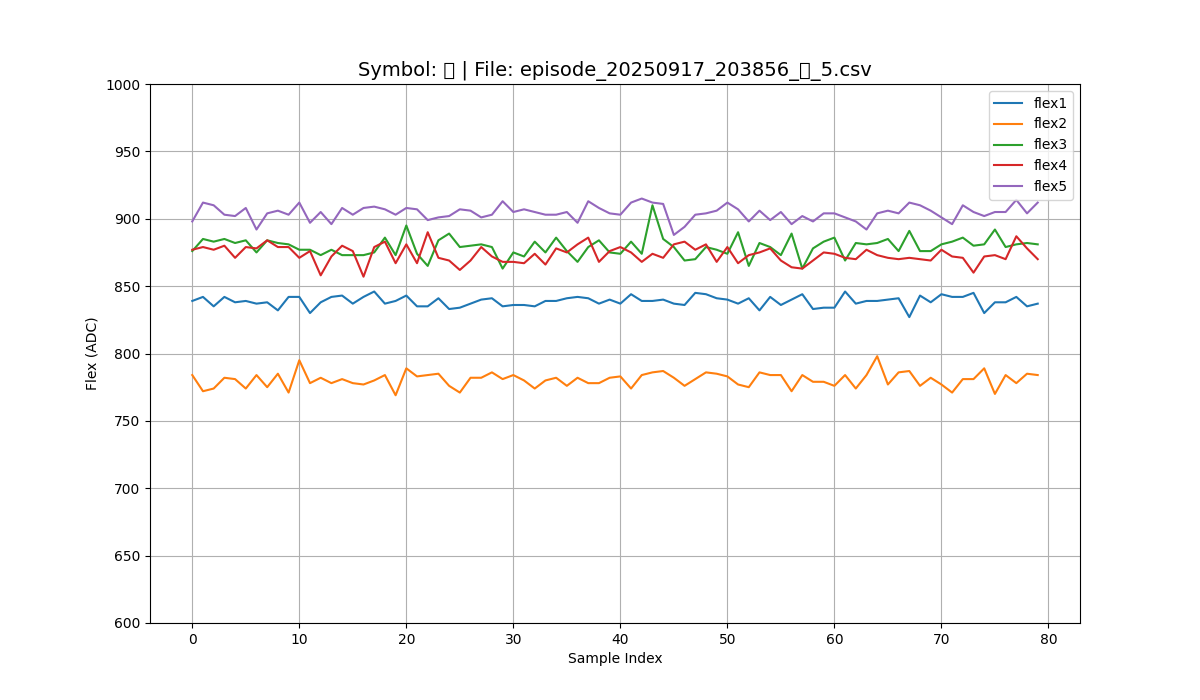 Symbol: | File: episode_20250917_203856_ _5.csv
1000
950
900
850
800
750
700
650
600
Flex (ADC)
0 10 20 30 40 50 60 70 80
Sample Index
flex1
flex2
flex3
flex4
flex5